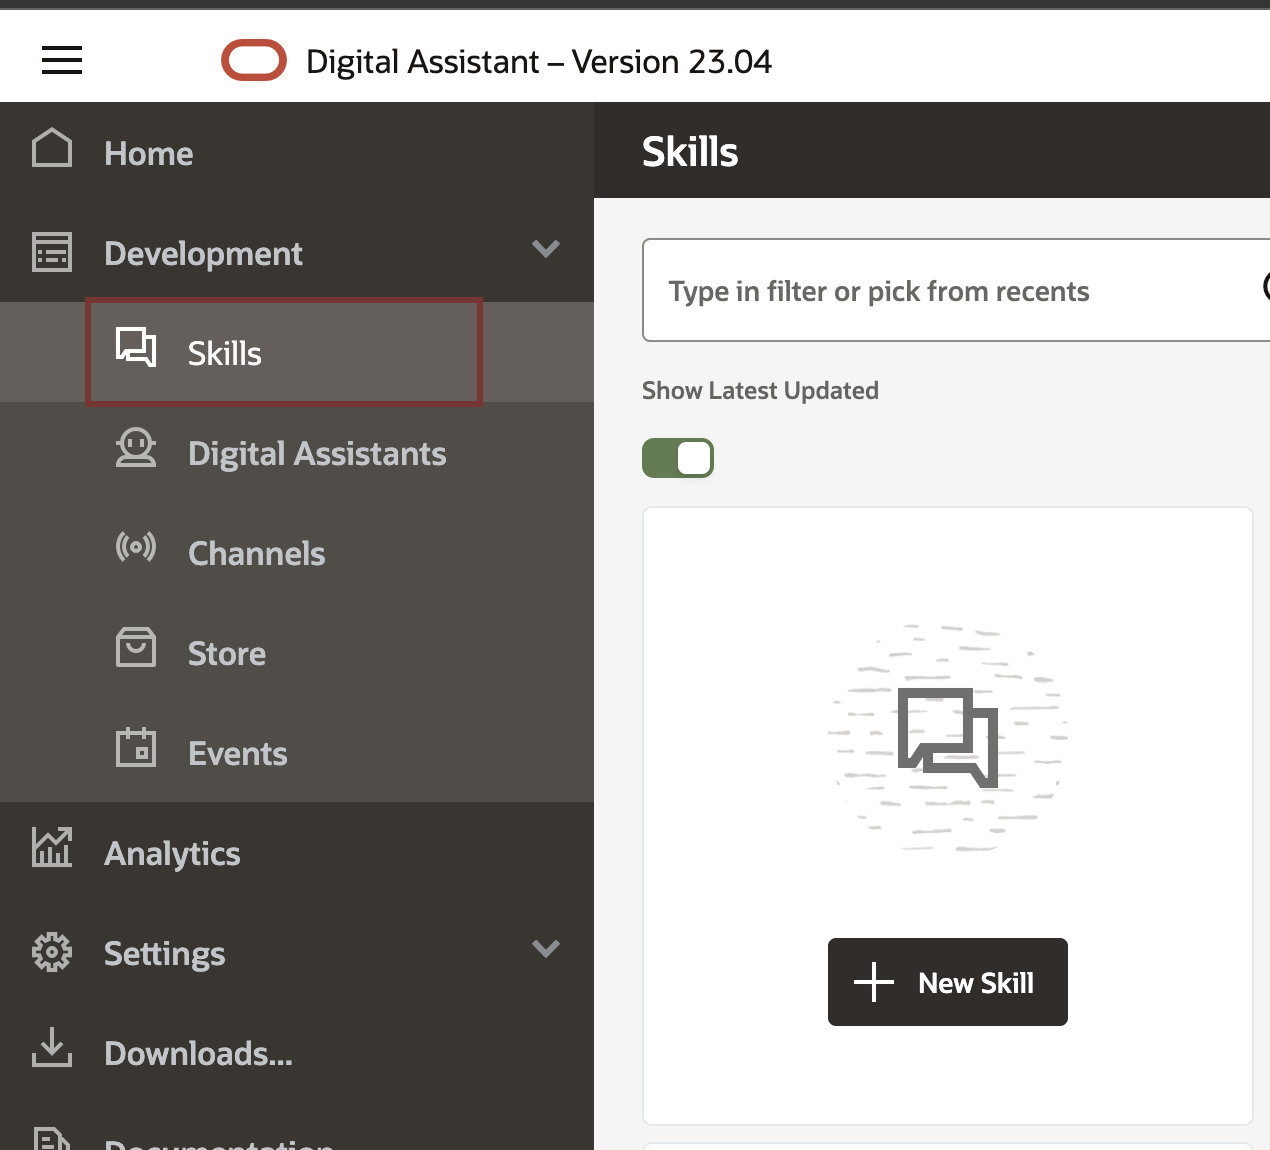 Digital Assistant – Version 23.04
Home
Development
Skills
Digital Assistants
Channels
Store
Events
Analytics
Settings
Downloads...
Documentation
Skills
Type in filter or pick from recents
Show Latest Updated
New Skill